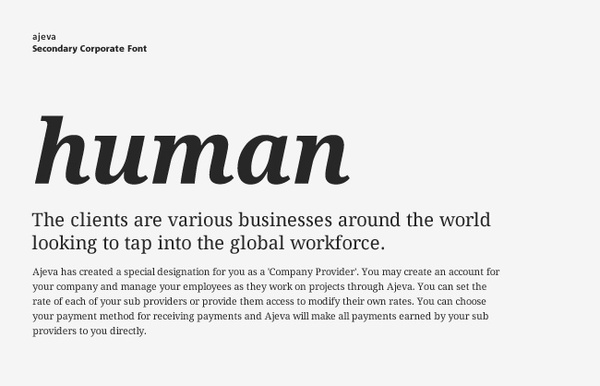 ajeva
Secondary Corporate Font
human
The clients are various businesses around the world
looking to tap into the global workforce.
Ajeva has created a special designation for you as a 'Company Provider'. You may create an account for
your company and manage your employees as they work on projects through Ajeva. You can set the
rate of each of your sub providers or provide them access to modify their own rates. You can choose
your payment method for receiving payments and Ajeva will make all payments earned by your sub
providers to you directly.